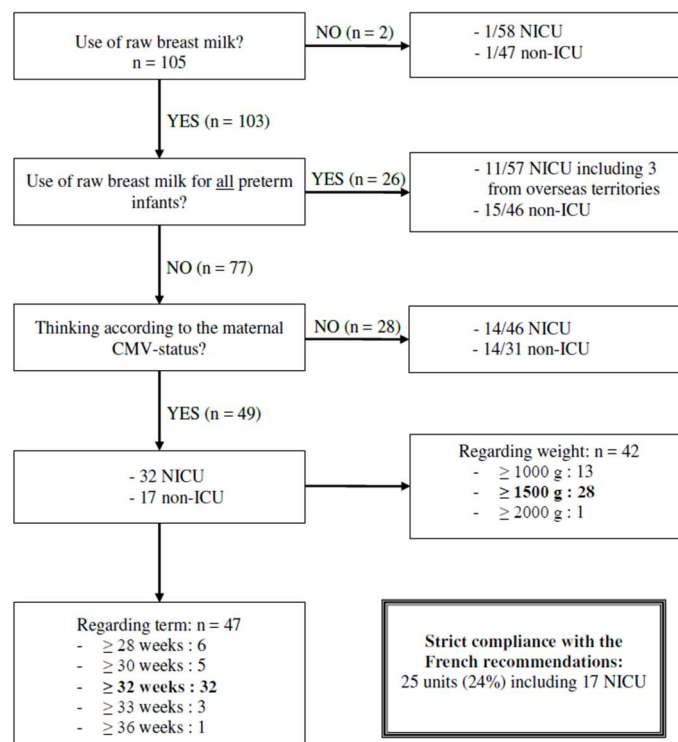 Use of raw breast milk?
n = 105
NO (n = 2)
- 1/58 NICU
- 1/47 non-ICU
YES (n = 103)
Use of raw breast milk for all preterm
infants?
YES (n = 26)
- 11/57 NICU including 3
from overseas territories
- 15/46 non-ICU
NO (n = 77)
Thinking according to the maternal
CMV-status?
NO (n = 28)
- 14/46 NICU
- 14/31 non-ICU
YES (n = 49)
- 32 NICU
- 17 non-ICU
Regarding weight: n = 42
- ≥ 1000 g : 13
- ≥ 1500 g : 28
- ≥ 2000 g : 1
Regarding term: n = 47
- ≥ 28 weeks : 6
- ≥ 30 weeks : 5
- ≥ 32 weeks : 32
- ≥ 33 weeks : 3
- ≥ 36 weeks : 1
Strict compliance with the
French recommendations:
25 units (24%) including 17 NICU